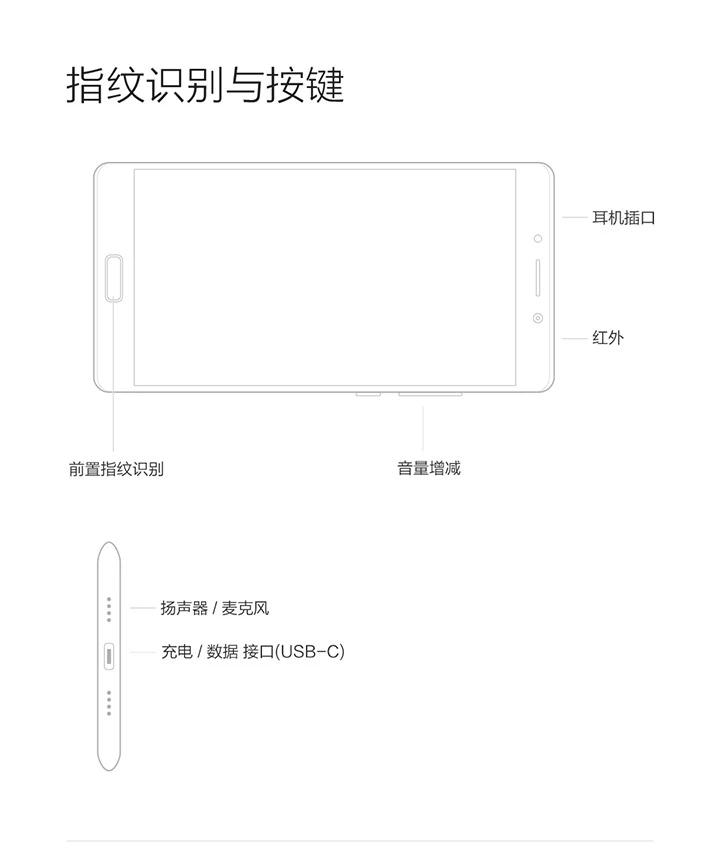 指纹识别与按键
耳机插口
红外
前置指纹识别
音量增减
扬声器 / 麦克风
充电 / 数据 接口(USB-C)